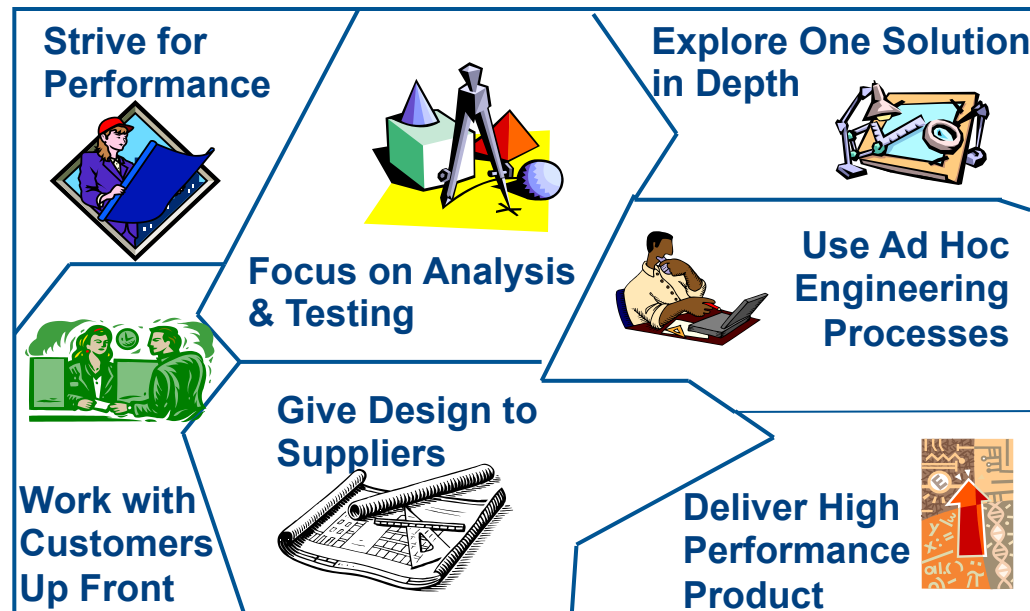 Strive for
Performance
Explore One Solution
in Depth
Focus on Analysis
& Testing
Use Ad Hoc
Engineering
Processes
Give Design to
Suppliers
Work with
Customers
Up Front
Deliver High
Performance
Product